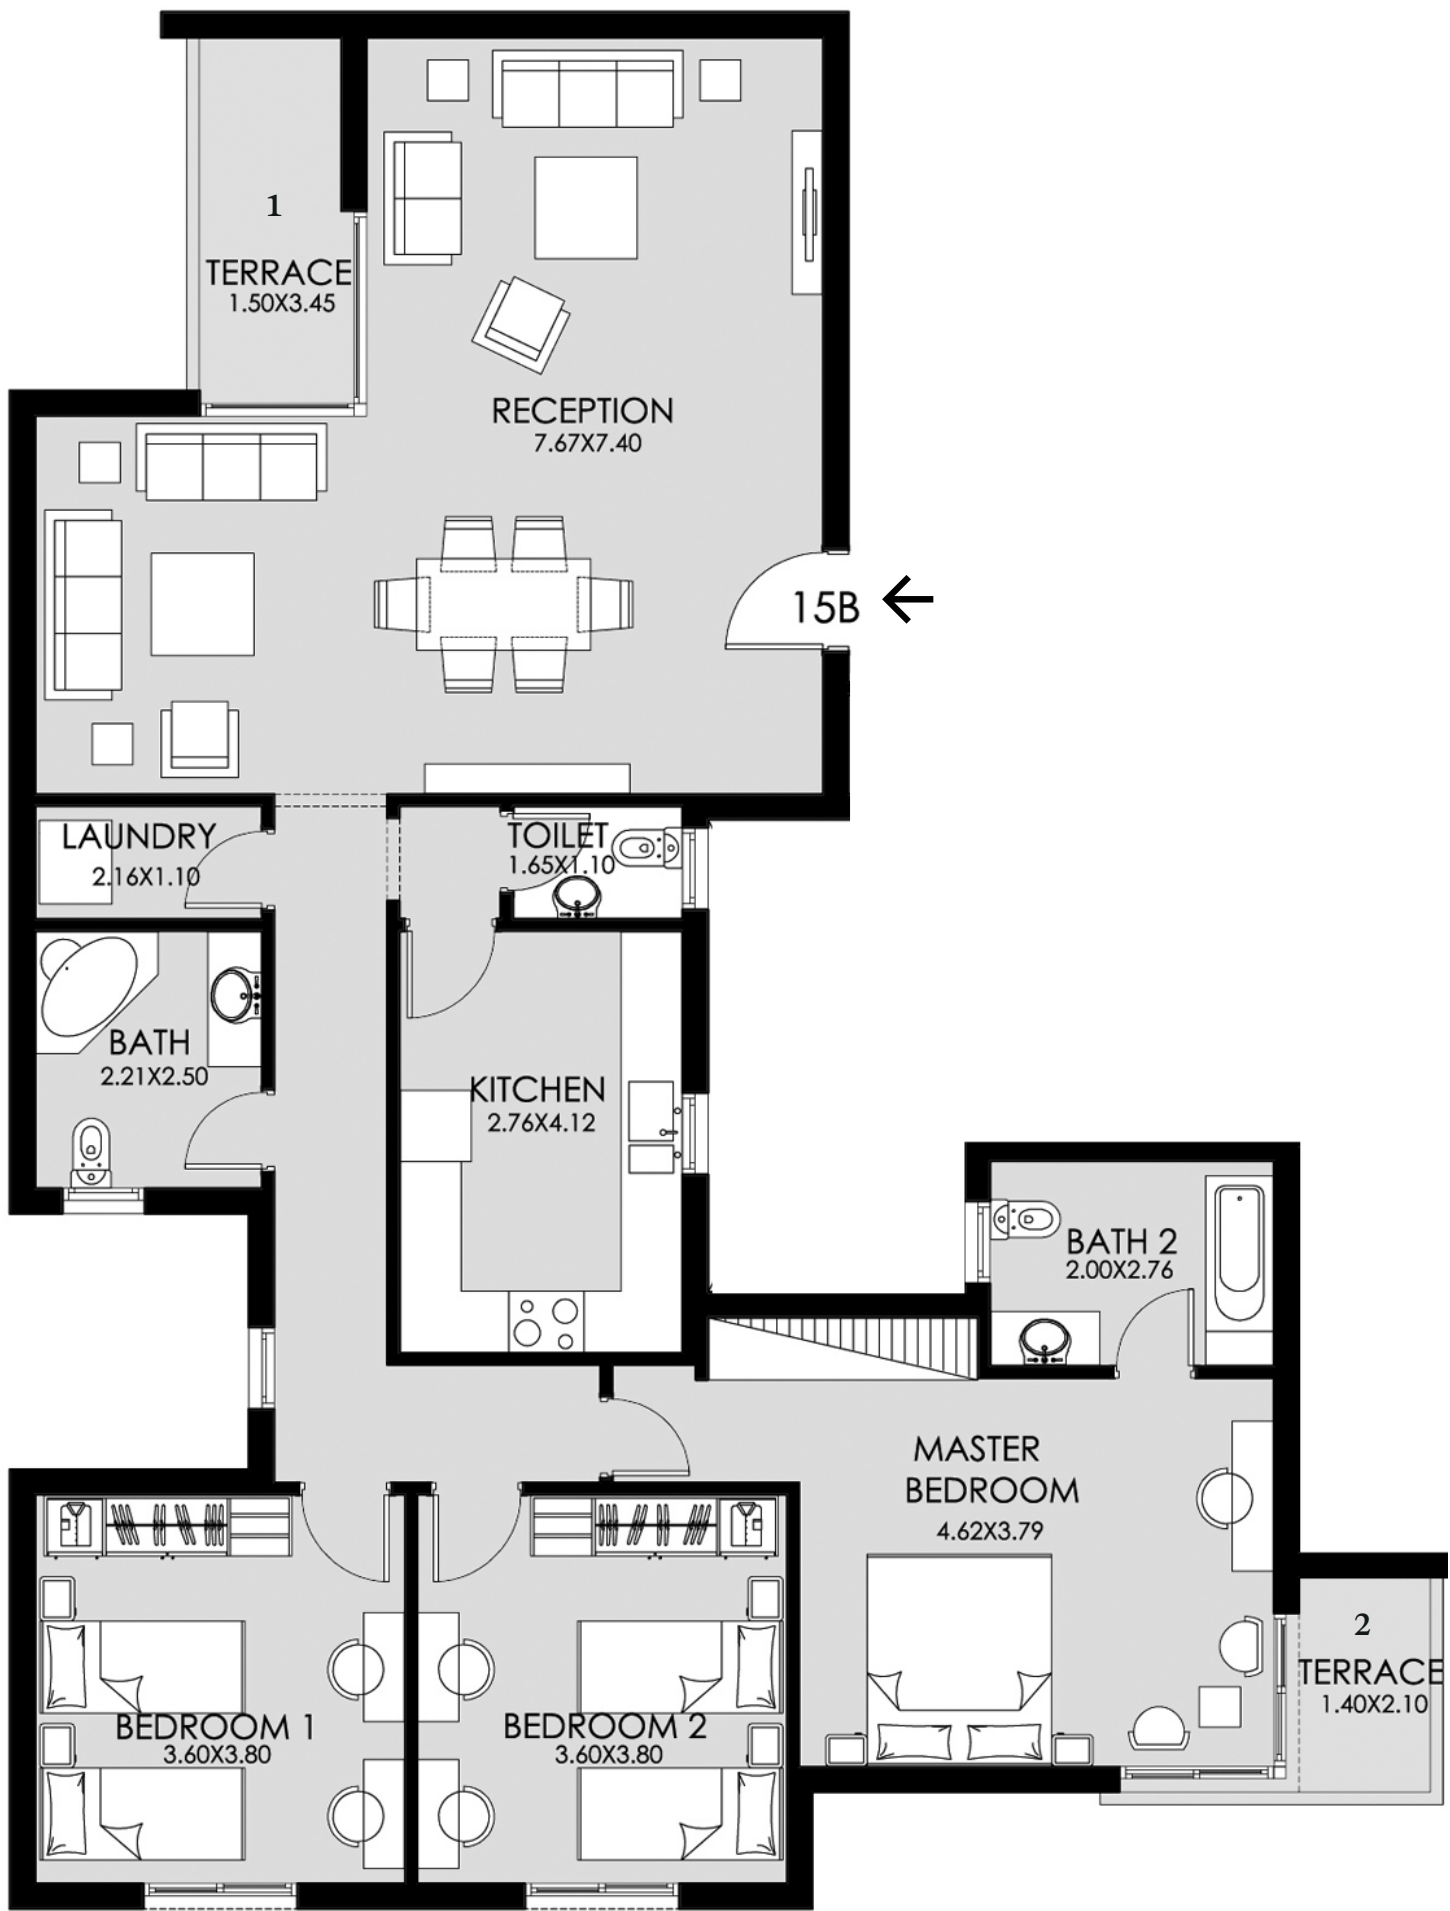 1
TERRACE
1.50X3.45
RECEPTION
7.67X7.40
15B
LAUNDRY
2.16X1.10
TOILET
1.65X1.10
BATH
2.21X2.50
KITCHEN
2.76X4.12
BATH 2
2.00X2.76
MASTER
BEDROOM
4.62X3.79
2
TERRACE
1.40X2.10
BEDROOM 1
3.60X3.80
BEDROOM 2
3.60X3.80